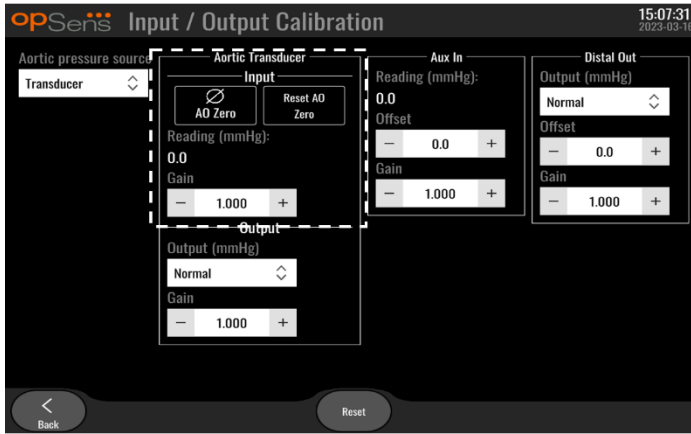 opSens Input / Output Calibration
15:07:31
2023-03-16
Aortic pressure source
Transducer
Aortic Transducer
Input
AO Zero
Reset AO
Zero
Reading (mmHg):
0.0
Gain
− 1.000 +
Output
Output (mmHg)
Normal
Gain
− 1.000 +
Aux In
Reading (mmHg):
0.0
Offset
− 0.0 +
Gain
− 1.000 +
Distal Out
Output (mmHg)
Normal
Offset
− 0.0 +
Gain
− 1.000 +
Back
Reset